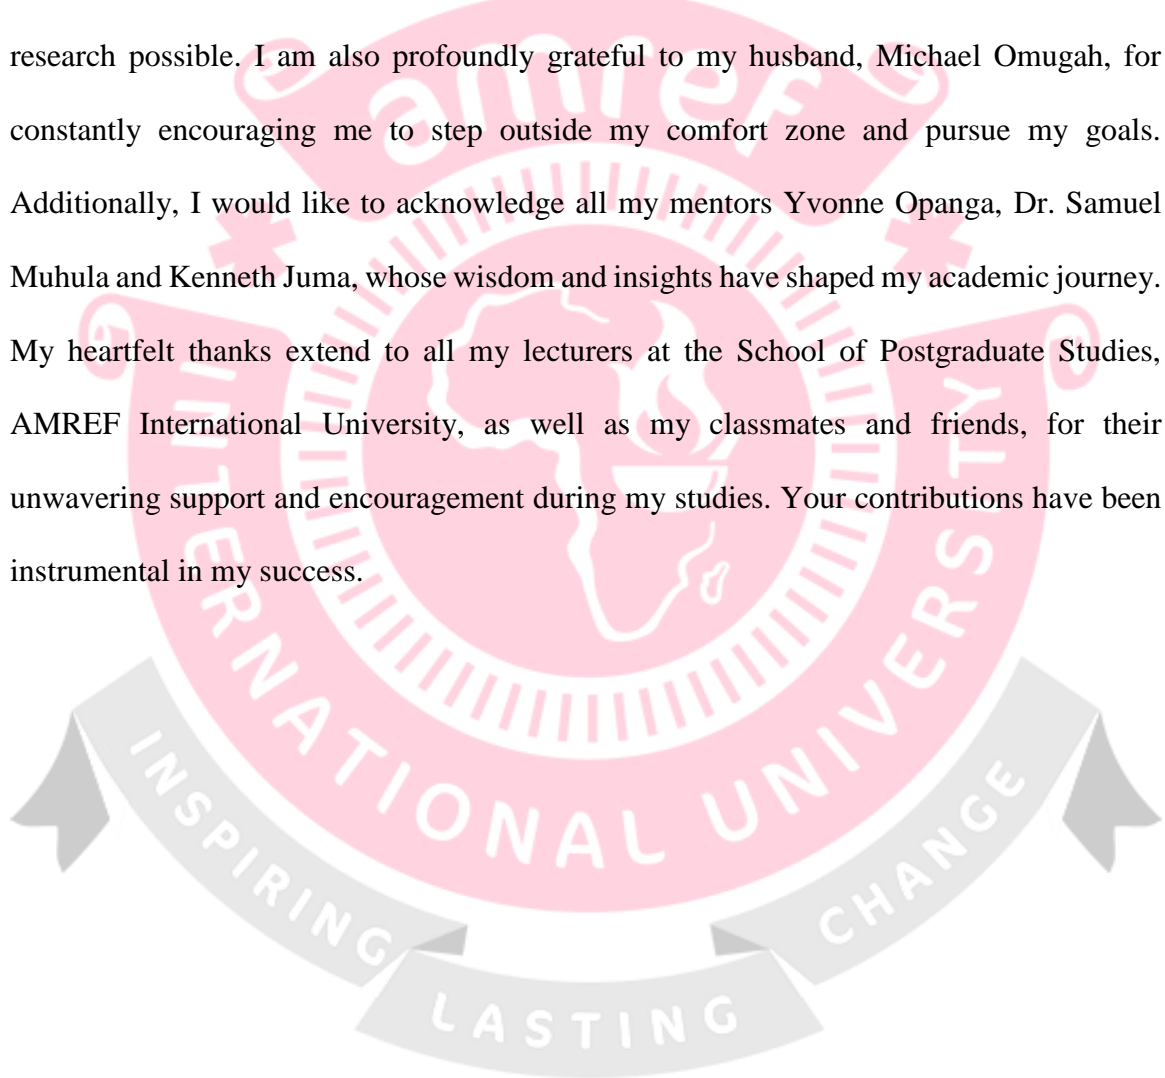 research possible. I am also profoundly grateful to my husband, Michael Omugah, for
constantly encouraging me to step outside my comfort zone and pursue my goals.
Additionally, I would like to acknowledge all my mentors Yvonne Opanga, Dr. Samuel
Muhula and Kenneth Juma, whose wisdom and insights have shaped my academic journey.
My heartfelt thanks extend to all my lecturers at the School of Postgraduate Studies,
AMREF International University, as well as my classmates and friends, for their
unwavering support and encouragement during my studies. Your contributions have been
instrumental in my success.
amref
INTERNATIONAL UNIVERSITY
INSPIRING LASTING CHANGE